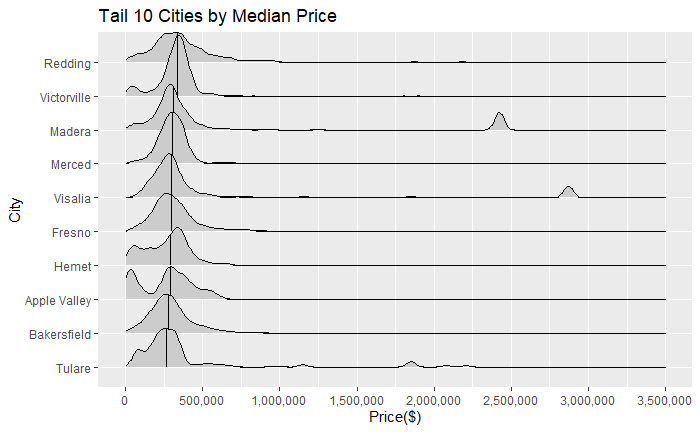 Tail 10 Cities by Median Price
Redding
Victorville
Madera
Merced
Visalia
Fresno
Hemet
Apple Valley
Bakersfield
Tulare
City
0 500,000 1,000,000 1,500,000 2,000,000 2,500,000 3,000,000 3,500,000
Price($)